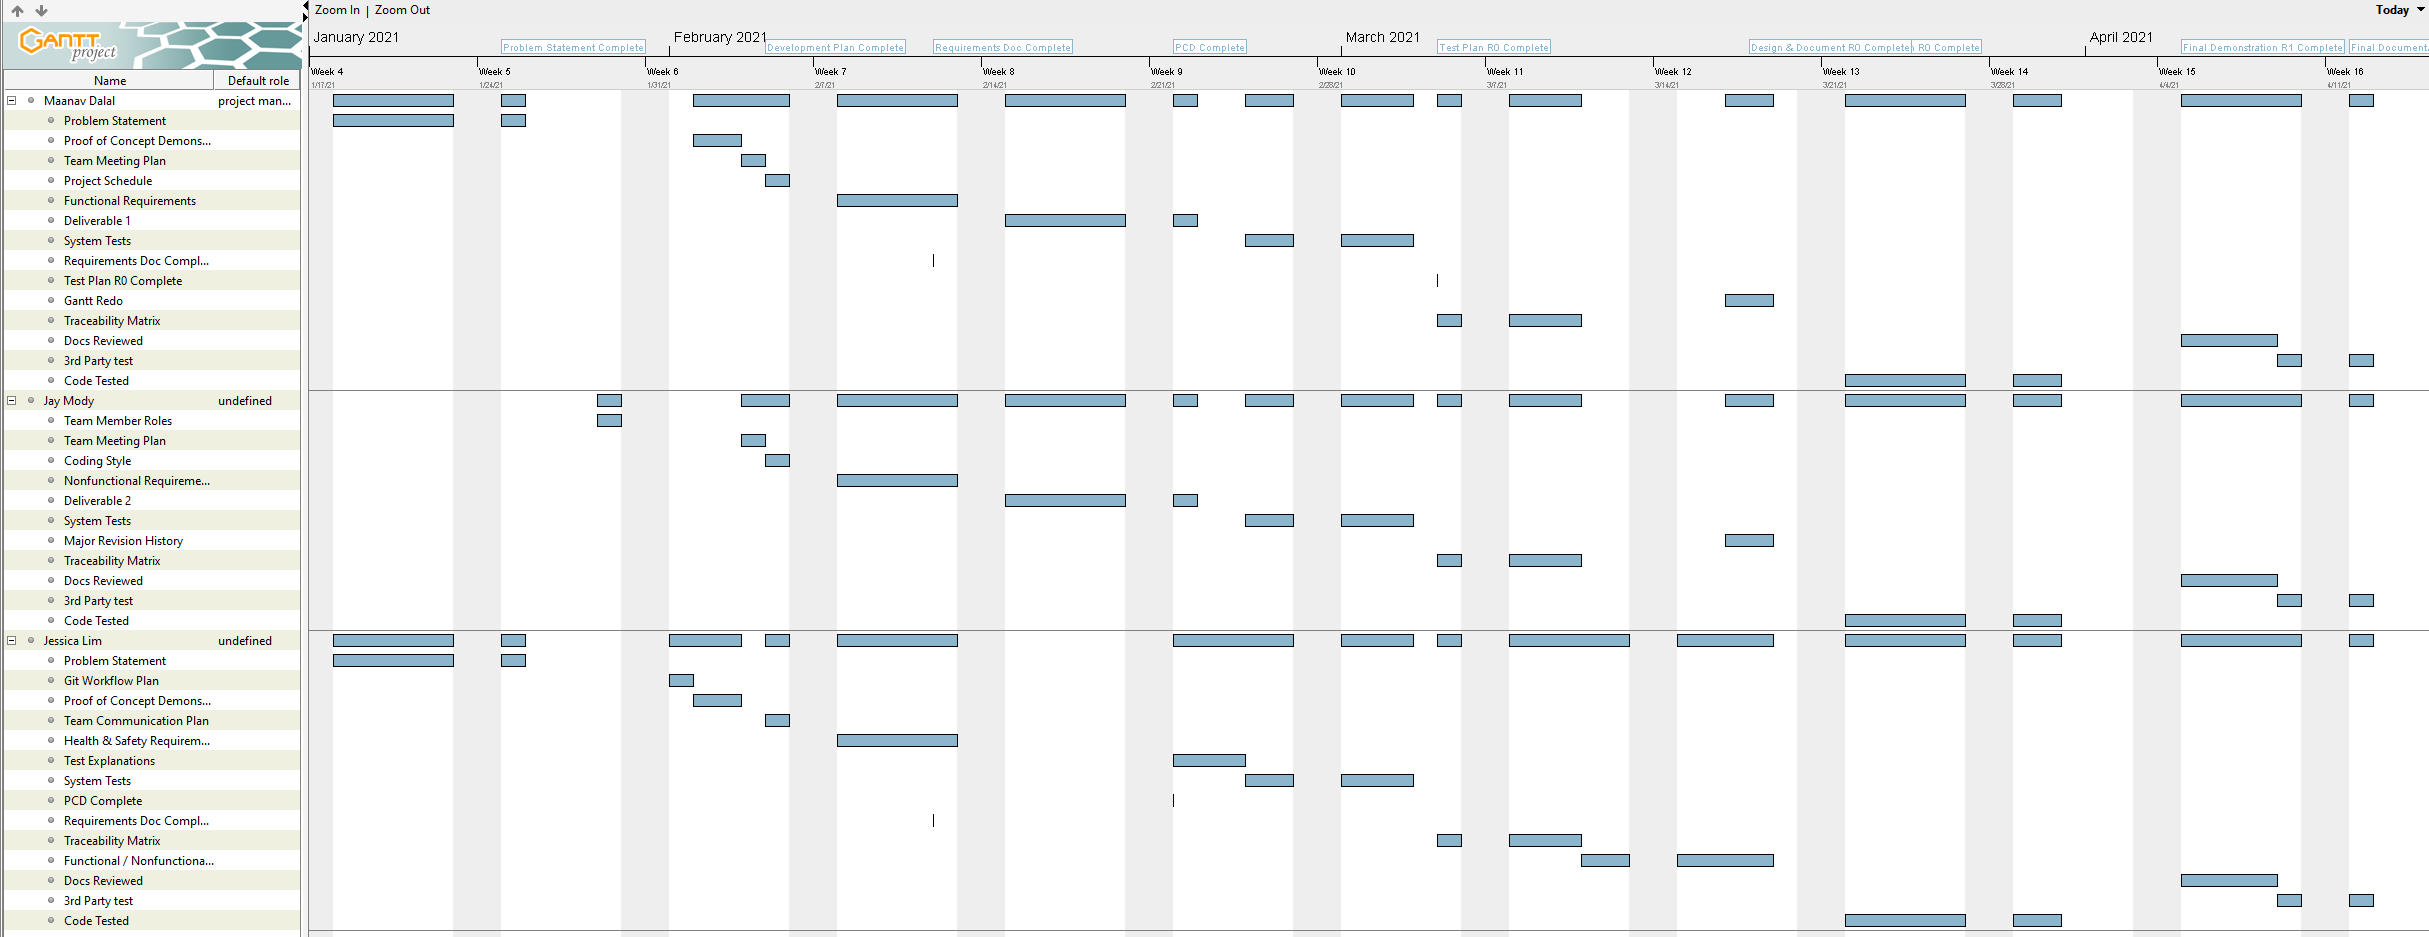 Zoom In | Zoom Out
Today
GANTT
project
January 2021
February 2021
March 2021
April 2021
Problem Statement Complete
Development Plan Complete
Requirements Doc Complete
PCD Complete
Test Plan R0 Complete
Design & Document R0 Complete
R0 Complete
Final Demonstration R1 Complete
Final Document.
Name Default role
Week 4 Week 5 Week 6 Week 7 Week 8 Week 9 Week 10 Week 11 Week 12 Week 13 Week 14 Week 15 Week 16
1/17/21 1/24/21 1/31/21 2/7/21 2/14/21 2/21/21 2/28/21 3/7/21 3/14/21 3/21/21 3/28/21 4/4/21 4/11/21
Maanav Dalal project man...
Problem Statement
Proof of Concept Demons...
Team Meeting Plan
Project Schedule
Functional Requirements
Deliverable 1
System Tests
Requirements Doc Compl...
Test Plan R0 Complete
Gantt Redo
Traceability Matrix
Docs Reviewed
3rd Party test
Code Tested
Jay Mody undefined
Team Member Roles
Team Meeting Plan
Coding Style
Nonfunctional Requireme...
Deliverable 2
System Tests
Major Revision History
Traceability Matrix
Docs Reviewed
3rd Party test
Code Tested
Jessica Lim undefined
Problem Statement
Git Workflow Plan
Proof of Concept Demons...
Team Communication Plan
Health & Safety Requirem...
Test Explanations
System Tests
PCD Complete
Requirements Doc Compl...
Traceability Matrix
Functional / Nonfunctiona...
Docs Reviewed
3rd Party test
Code Tested